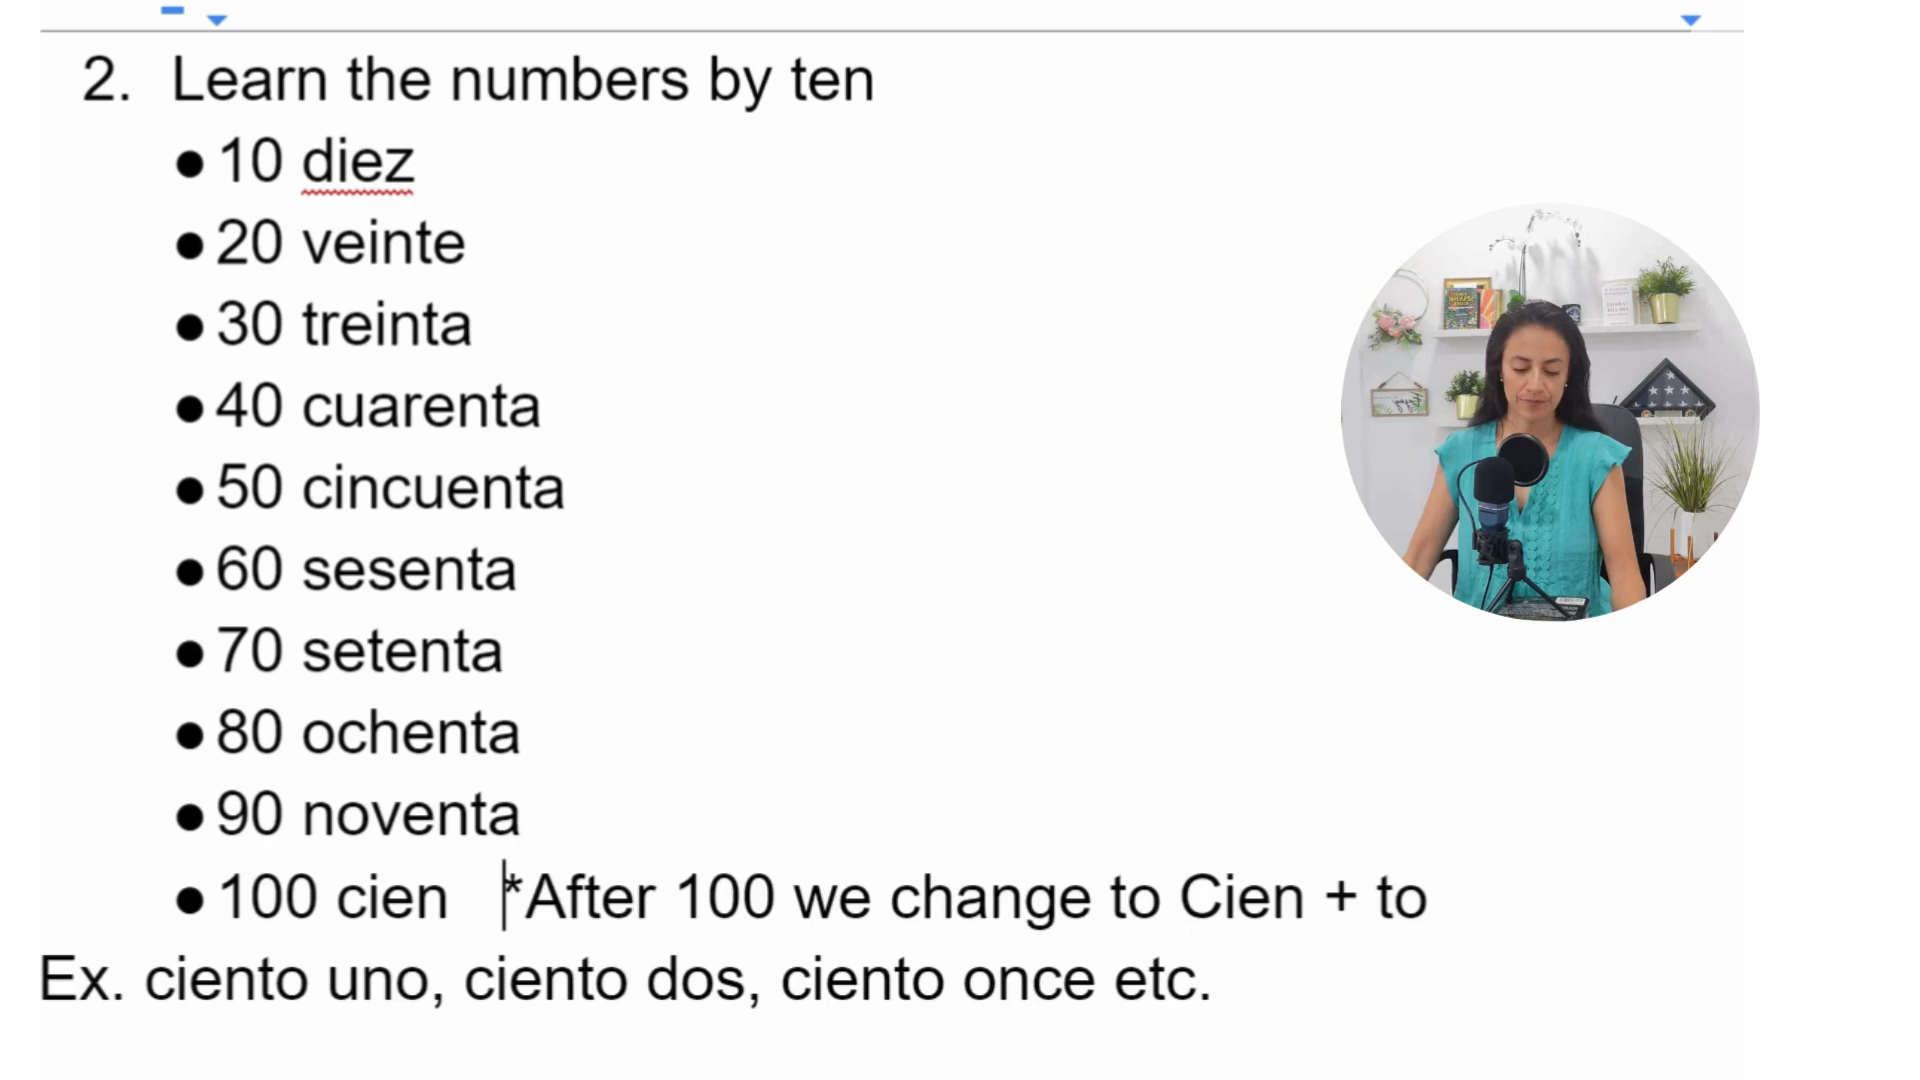 2. Learn the numbers by ten
● 10 diez
● 20 veinte
● 30 treinta
● 40 cuarenta
● 50 cincuenta
● 60 sesenta
● 70 setenta
● 80 ochenta
● 90 noventa
● 100 cien *After 100 we change to Cien + to
Ex. ciento uno, ciento dos, ciento once etc.